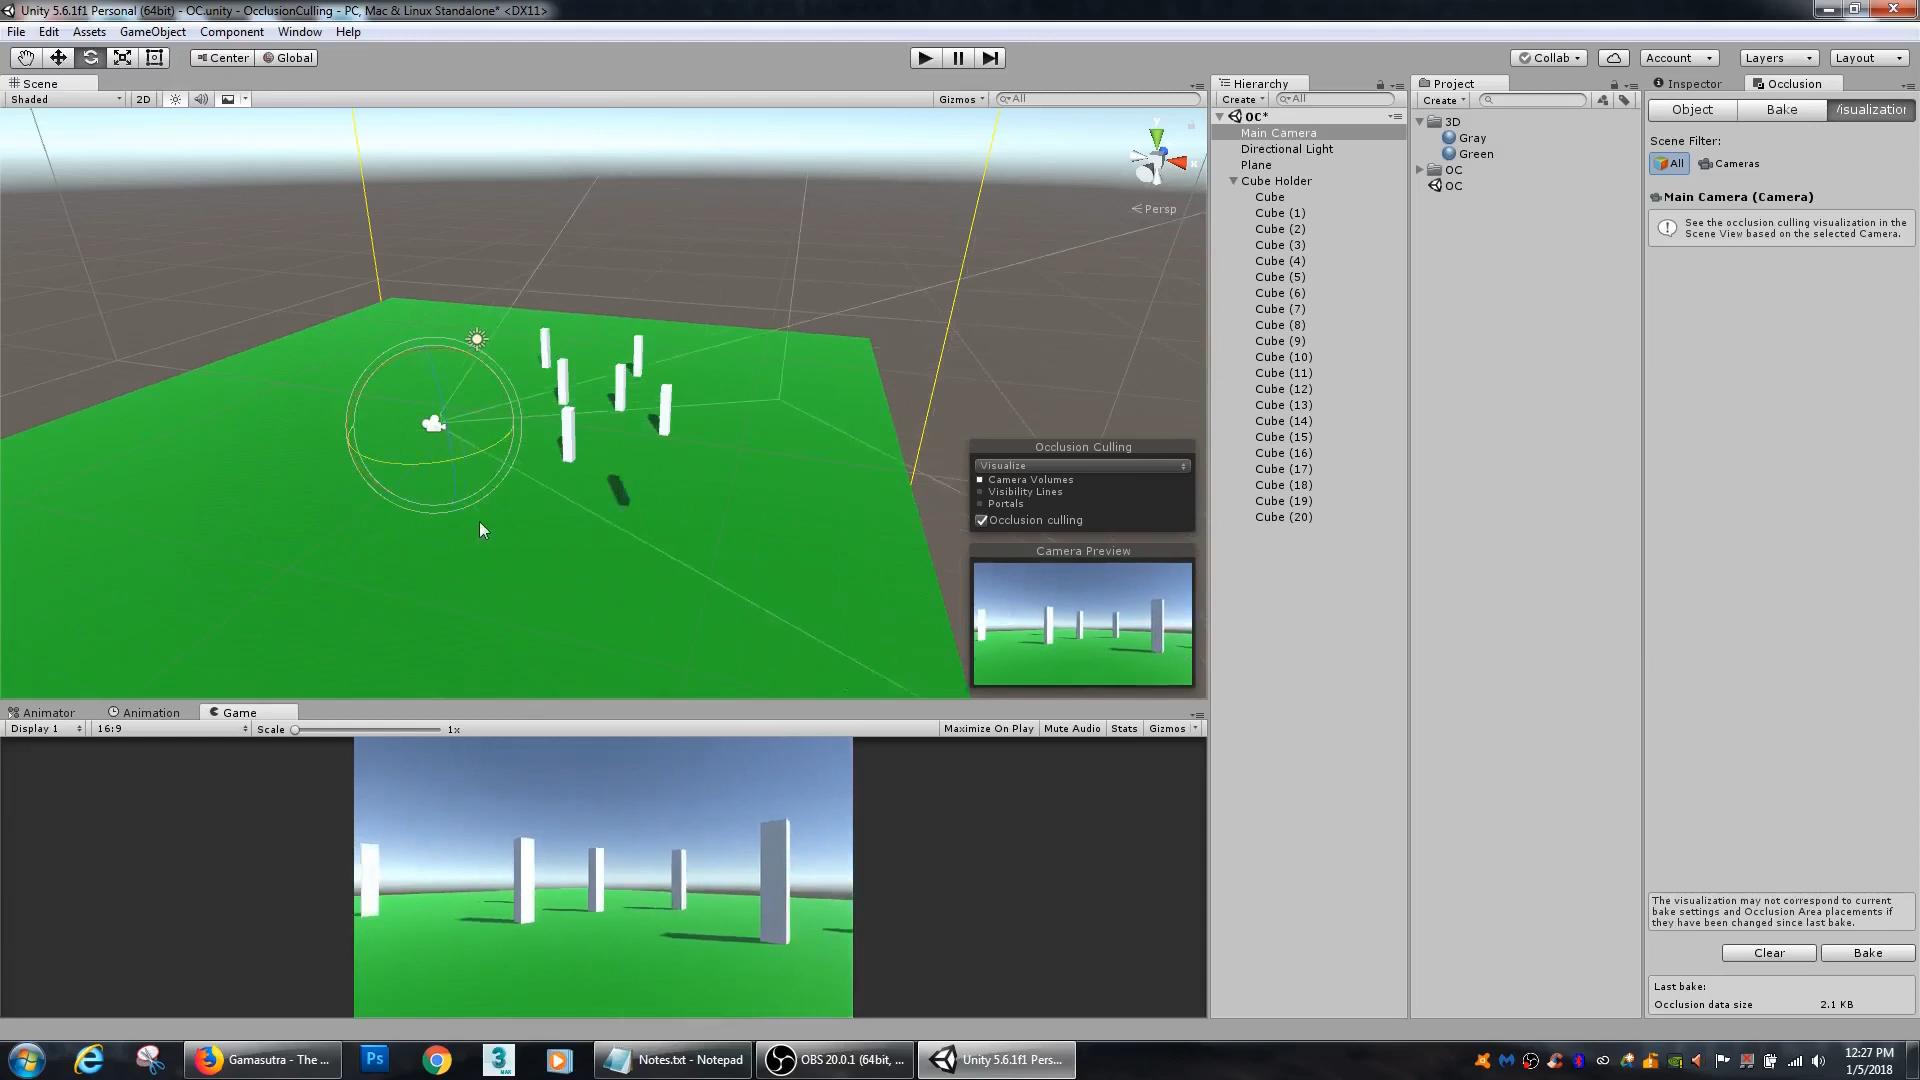 Unity 5.6.1f1 Personal (64bit) - OC.unity - OcclusionCulling - PC, Mac & Linux Standalone* <DX11>
File Edit Assets GameObject Component Window Help
Center Global Collab Account Layers Layout
Scene
Shaded 2D Gizmos All
y
x
Persp
Occlusion Culling
Visualize
Camera Volumes
Visibility Lines
Portals
Occlusion culling
Camera Preview
Animator Animation Game
Display 1 16:9 Scale 1x Maximize On Play Mute Audio Stats Gizmos
Hierarchy
Create All
OC*
Main Camera
Directional Light
Plane
Cube Holder
Cube
Cube (1)
Cube (2)
Cube (3)
Cube (4)
Cube (5)
Cube (6)
Cube (7)
Cube (8)
Cube (9)
Cube (10)
Cube (11)
Cube (12)
Cube (13)
Cube (14)
Cube (15)
Cube (16)
Cube (17)
Cube (18)
Cube (19)
Cube (20)
Project
Create
3D
Gray
Green
OC
OC
Inspector Occlusion
Object Bake Visualization
Scene Filter:
All Cameras
Main Camera (Camera)
See the occlusion culling visualization in the
Scene View based on the selected Camera.
The visualization may not correspond to current
bake settings and Occlusion Area placements if
they have been changed since last bake.
Clear Bake
Last bake:
Occlusion data size 2.1 KB
Gamasutra - The ... Ps 3 MAX Notes.txt - Notepad OBS 20.0.1 (64bit, ... Unity 5.6.1f1 Pers...
12:27 PM
1/5/2018